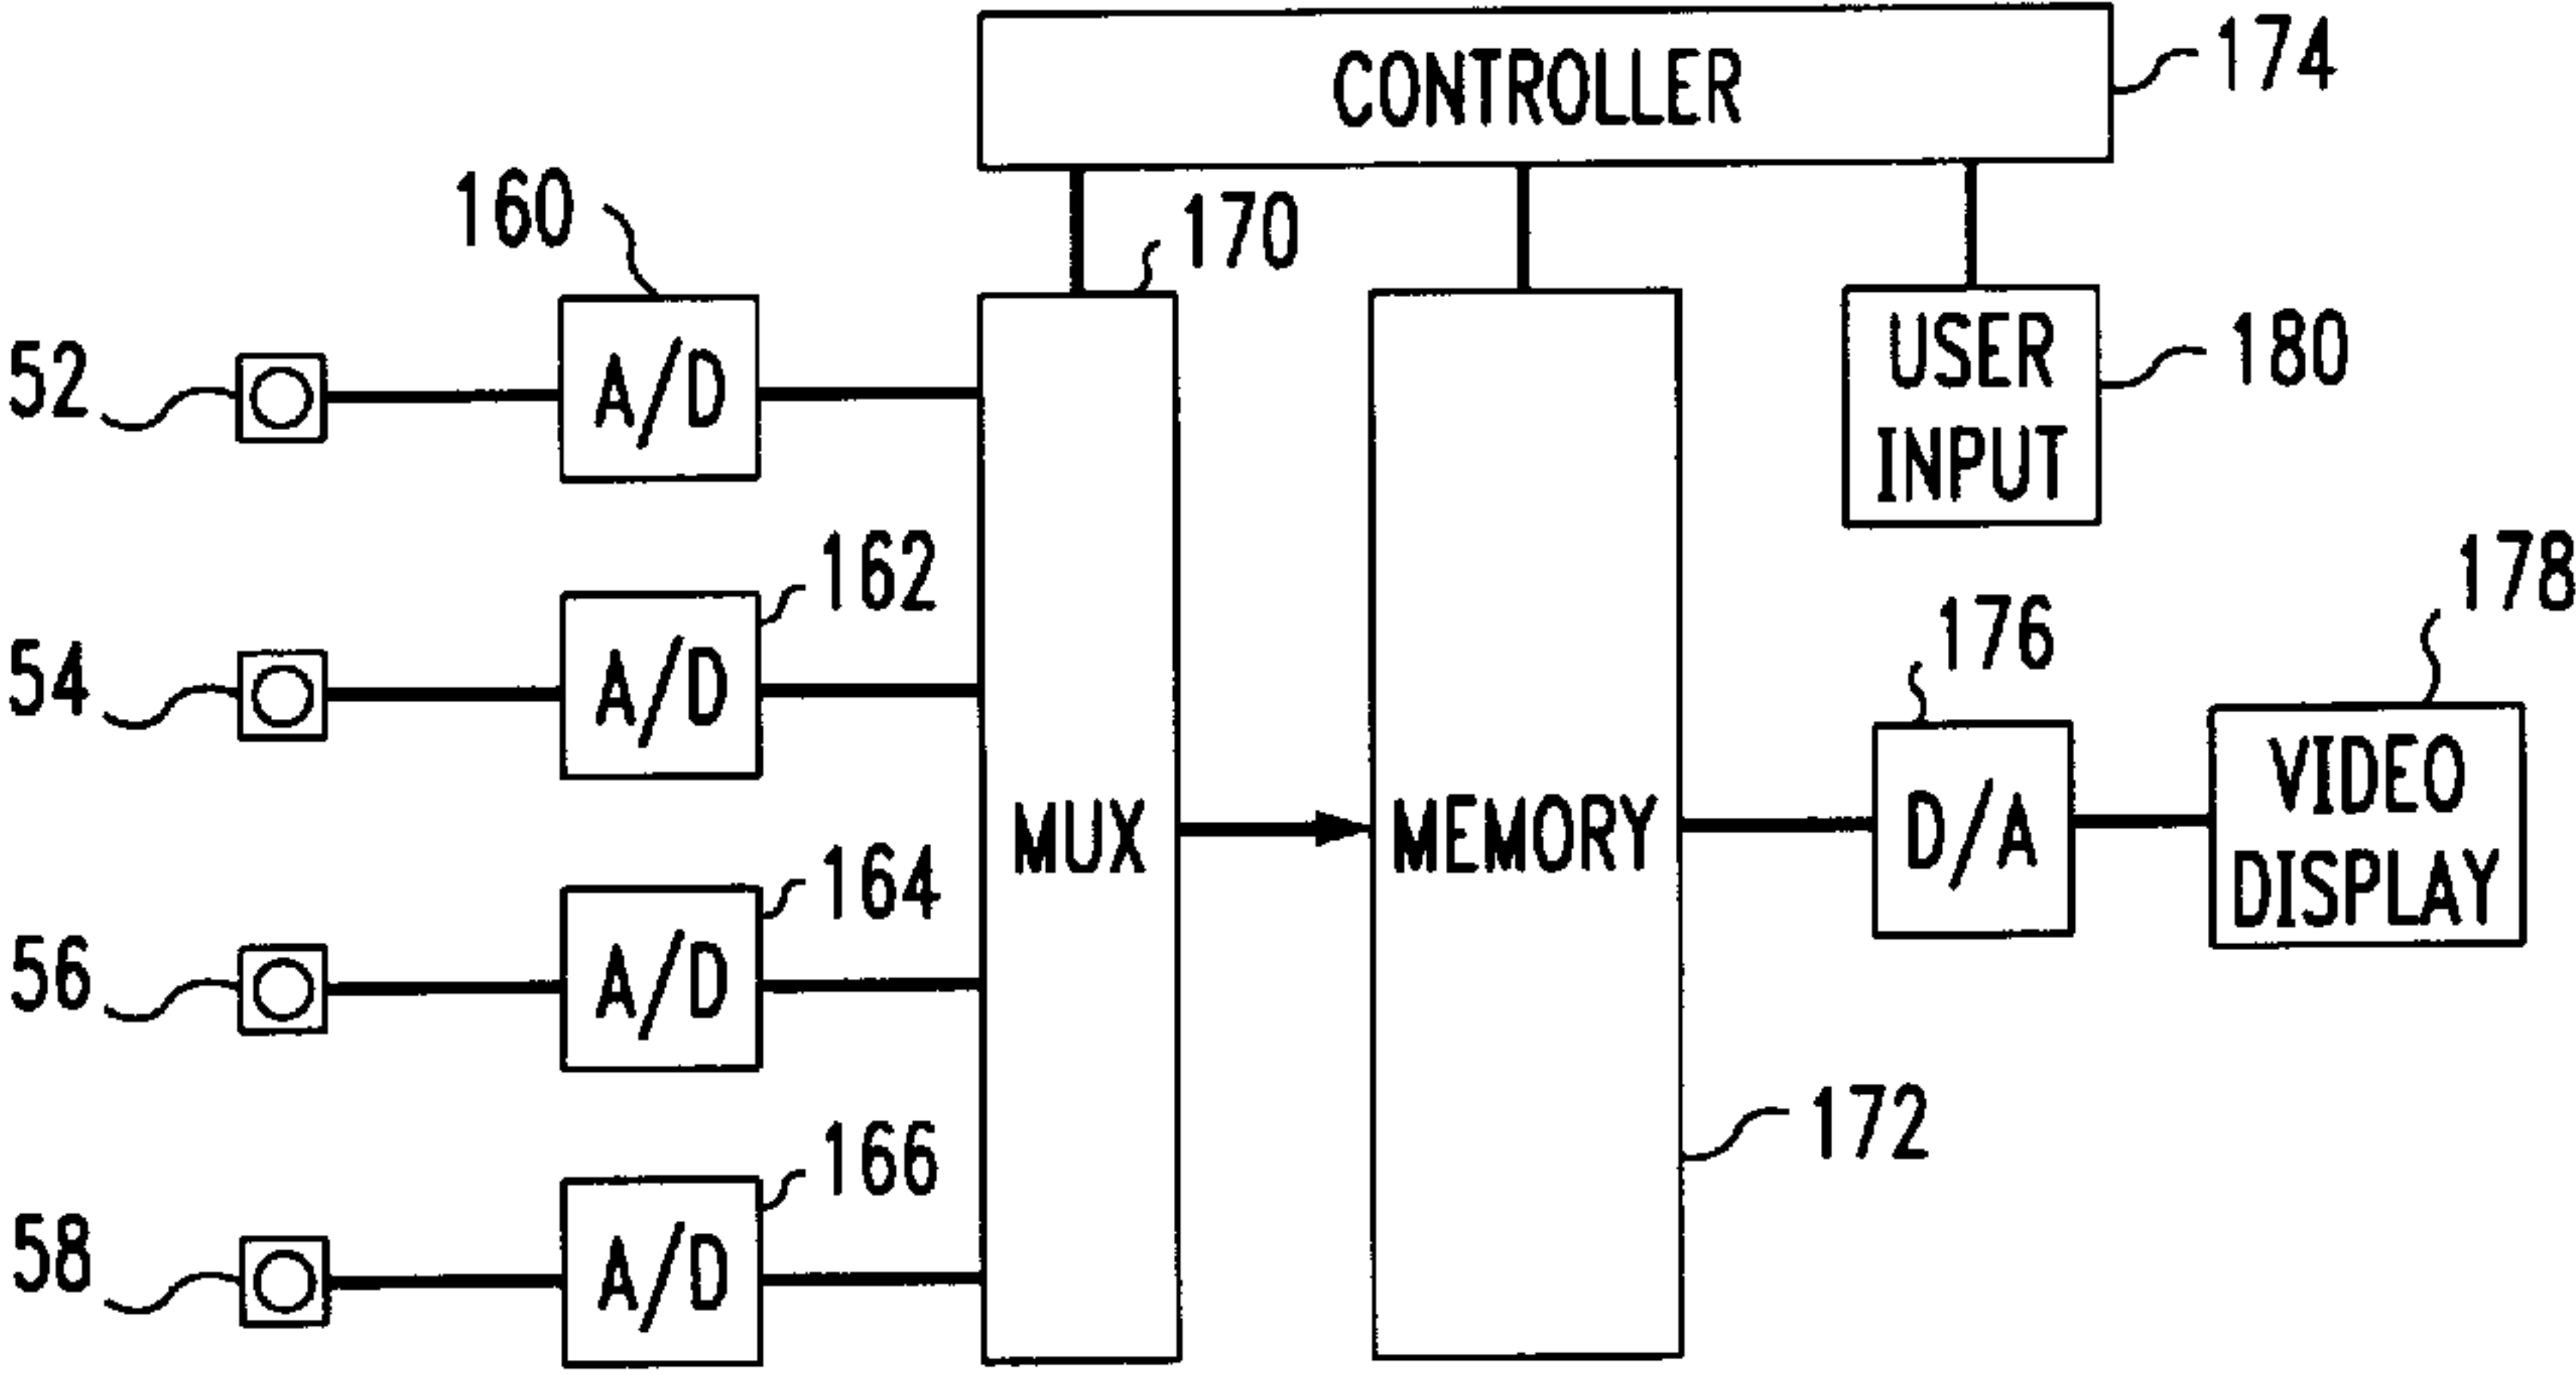 CONTROLLER
174
160
170
52
A/D
USER
INPUT
180
162
54
A/D
178
176
MUX
MEMORY
D/A
VIDEO
DISPLAY
164
56
A/D
172
166
58
A/D